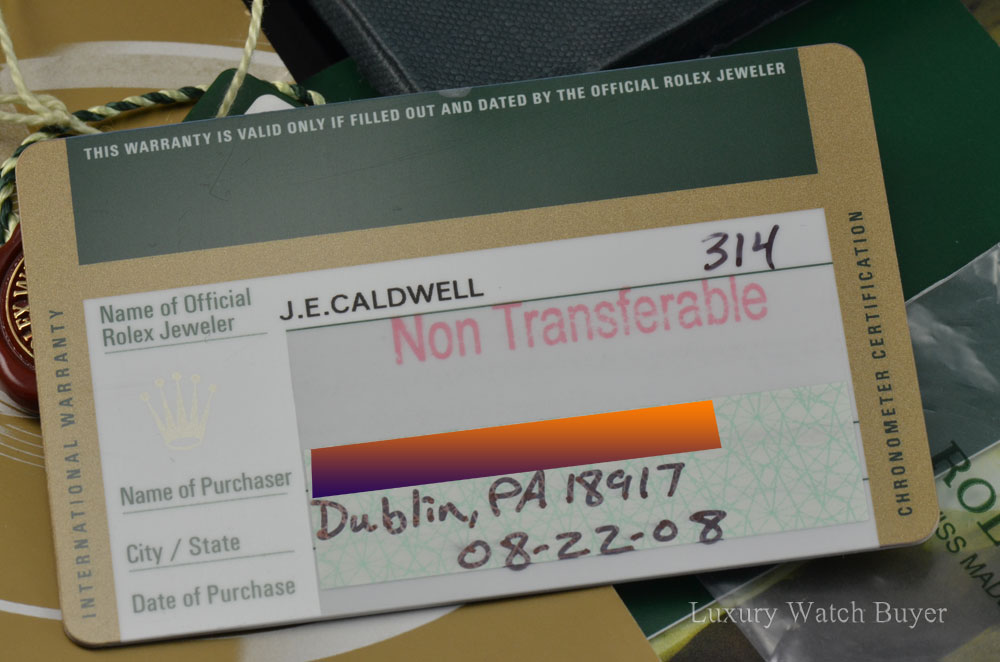 THIS WARRANTY IS VALID ONLY IF FILLED OUT AND DATED BY THE OFFICIAL ROLEX JEWELER
INTERNATIONAL WARRANTY
CHRONOMETER CERTIFICATION
Name of Official
Rolex Jeweler
J.E.CALDWELL
314
Non Transferable
Name of Purchaser
City / State
Dublin, PA 18917
Date of Purchase
08-22-08
Luxury Watch Buyer